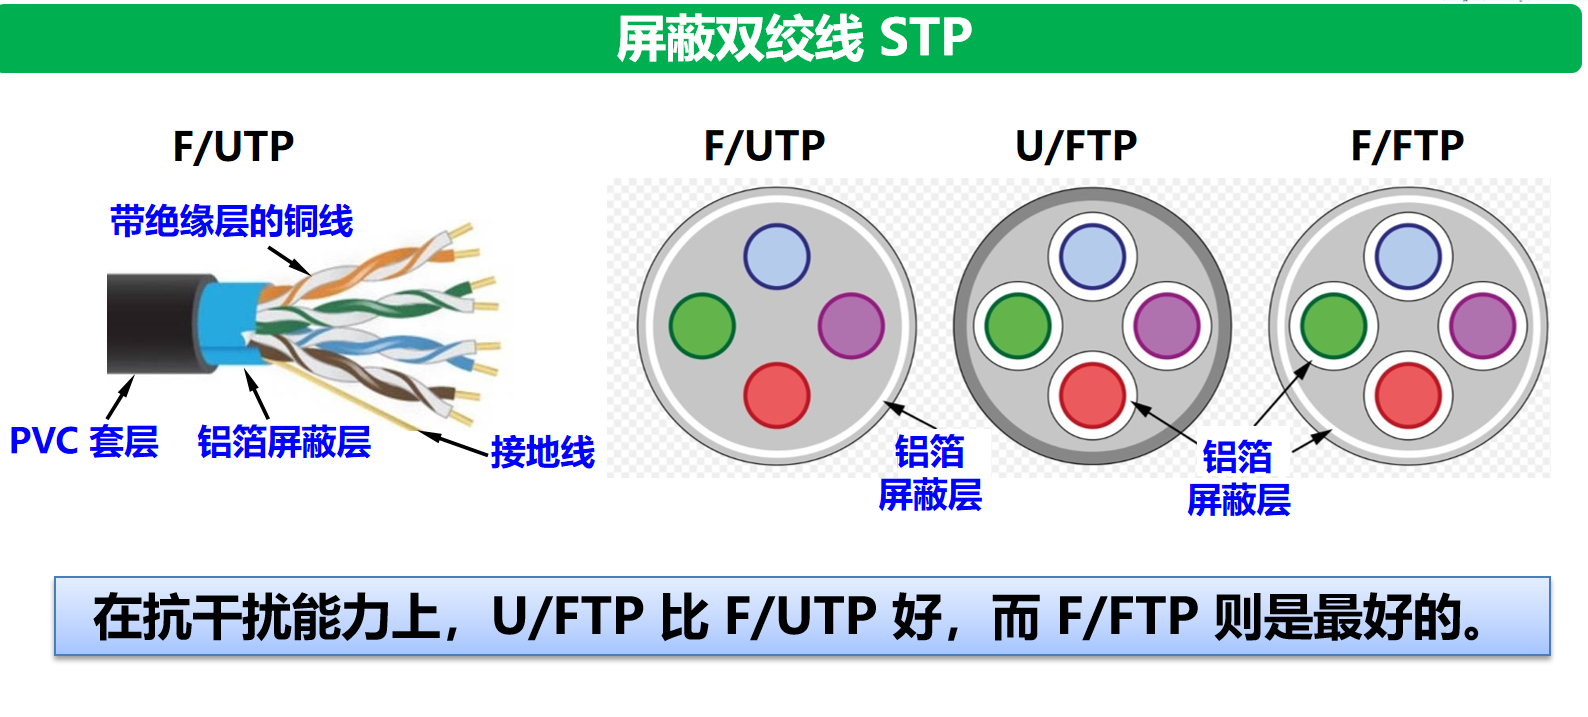 屏蔽双绞线 STP
F/UTP
带绝缘层的铜线
PVC 套层
铝箔屏蔽层
接地线
F/UTP
U/FTP
F/FTP
铝箔
屏蔽层
铝箔
屏蔽层
在抗干扰能力上，U/FTP 比 F/UTP 好，而 F/FTP 则是最好的。